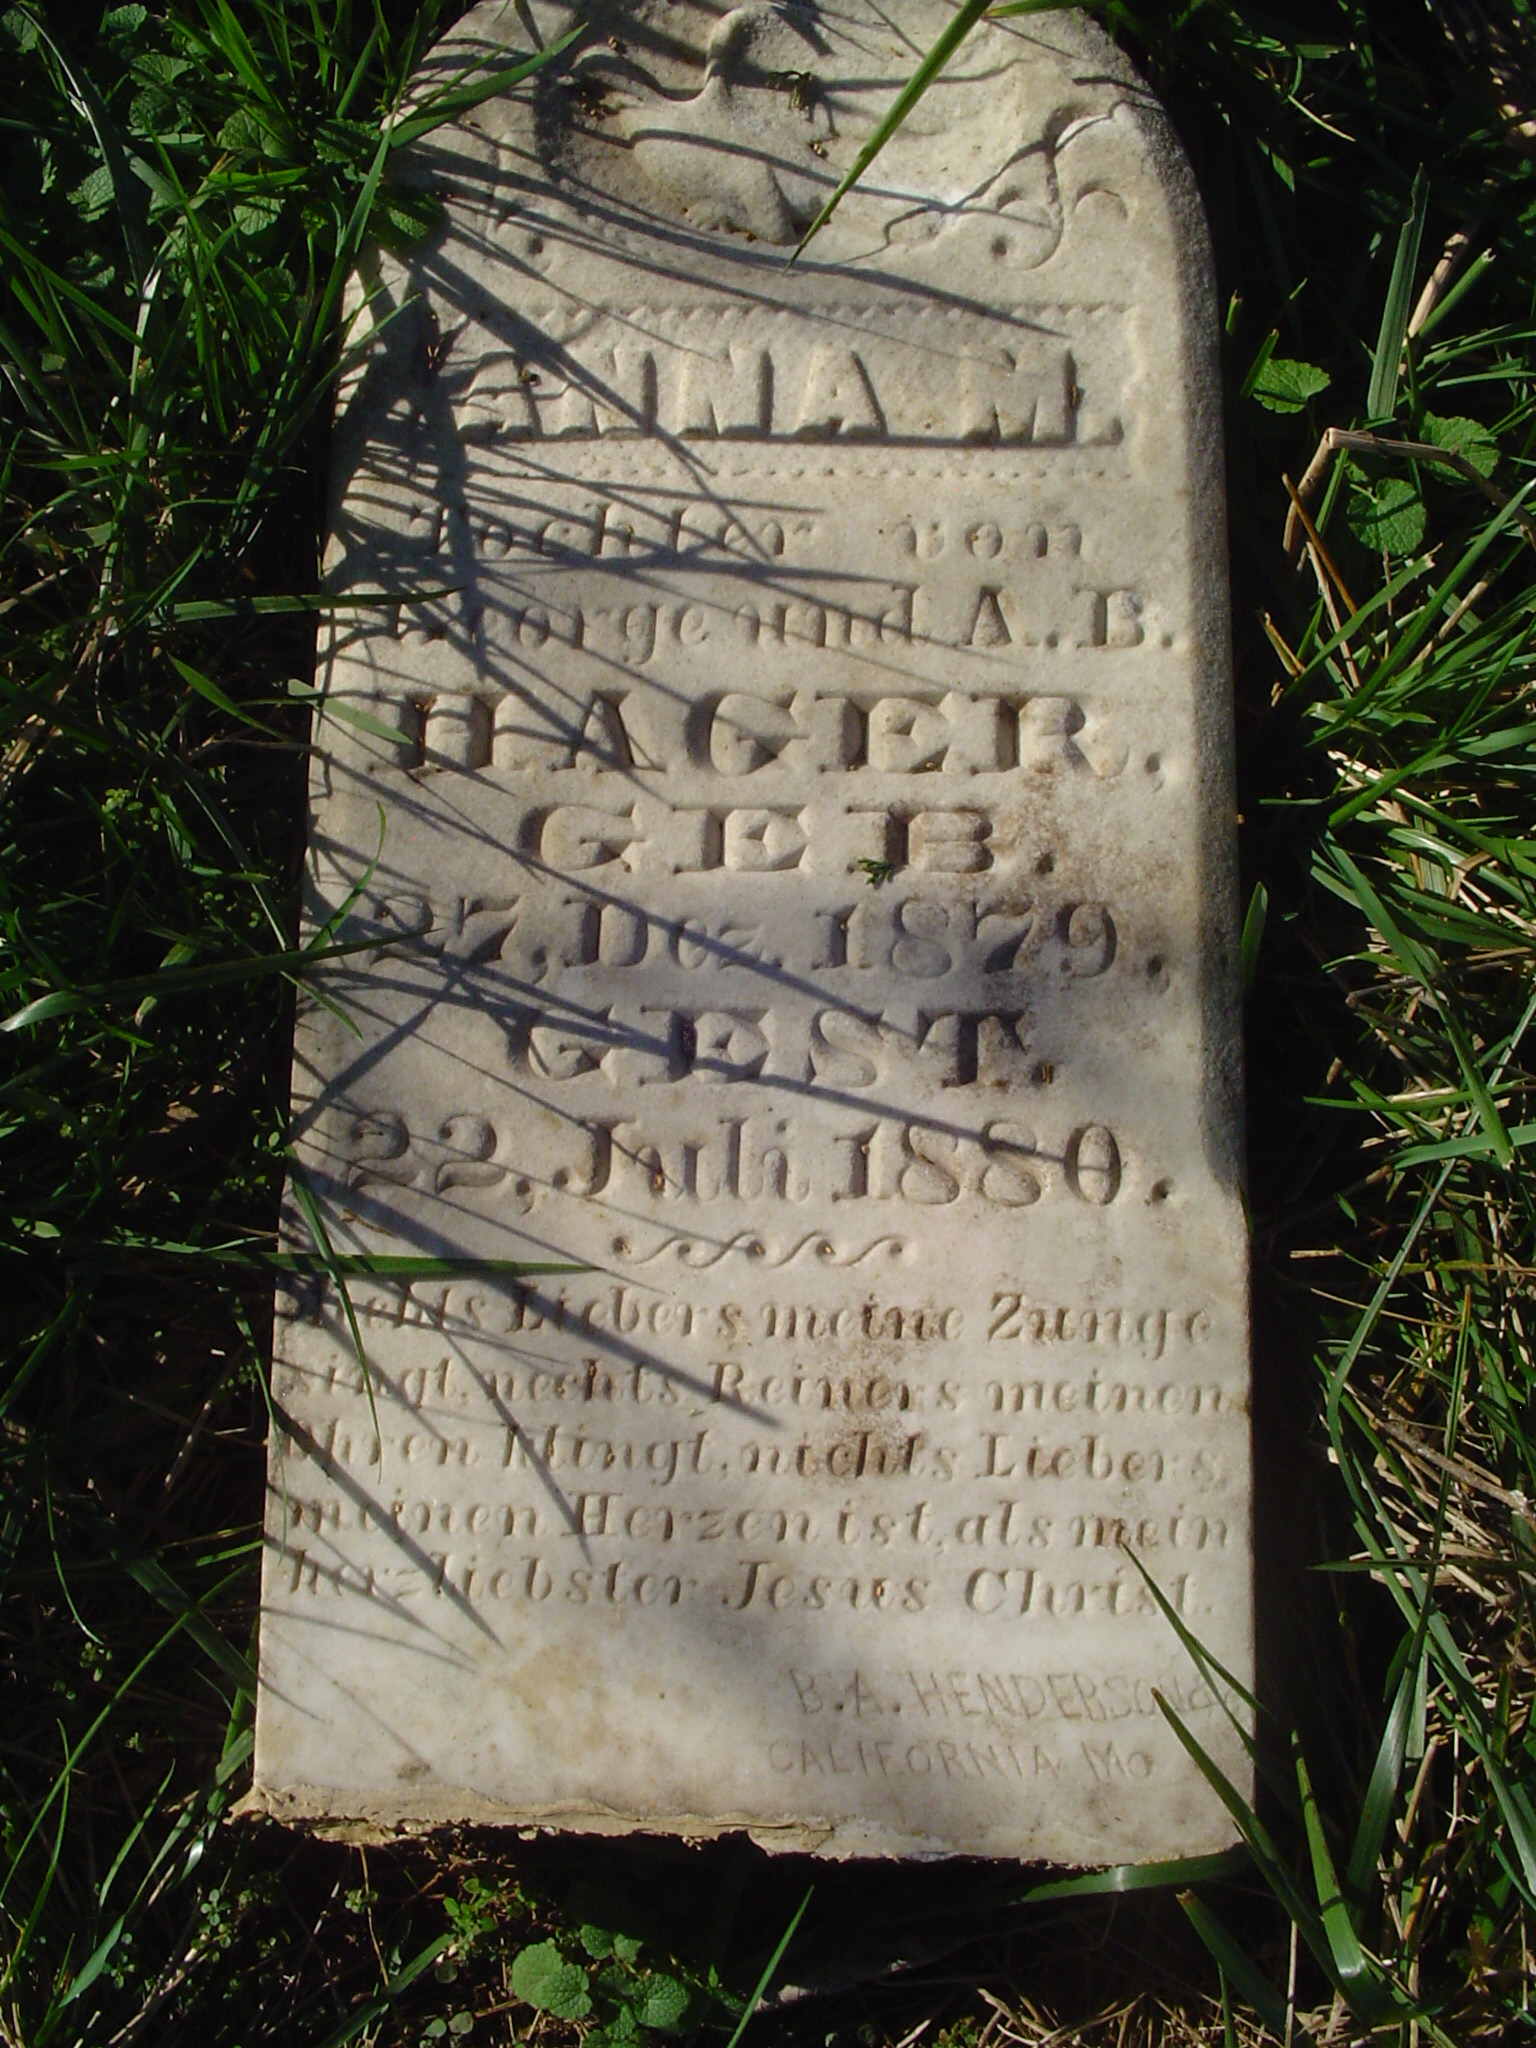 ANNA M.
Tochter von
George und A. B.
HAGER,
GEB.
27, Dez. 1879.
GEST.
22, Juli 1880.
Nichts Liebers meine Zunge
singt, nechts Reiners meinen
Ohren klingt, nichts Liebers
meinen Herzen ist, als mein
herzliebster Jesus Christ.
B. A. HENDERSON
CALIFORNIA Mo